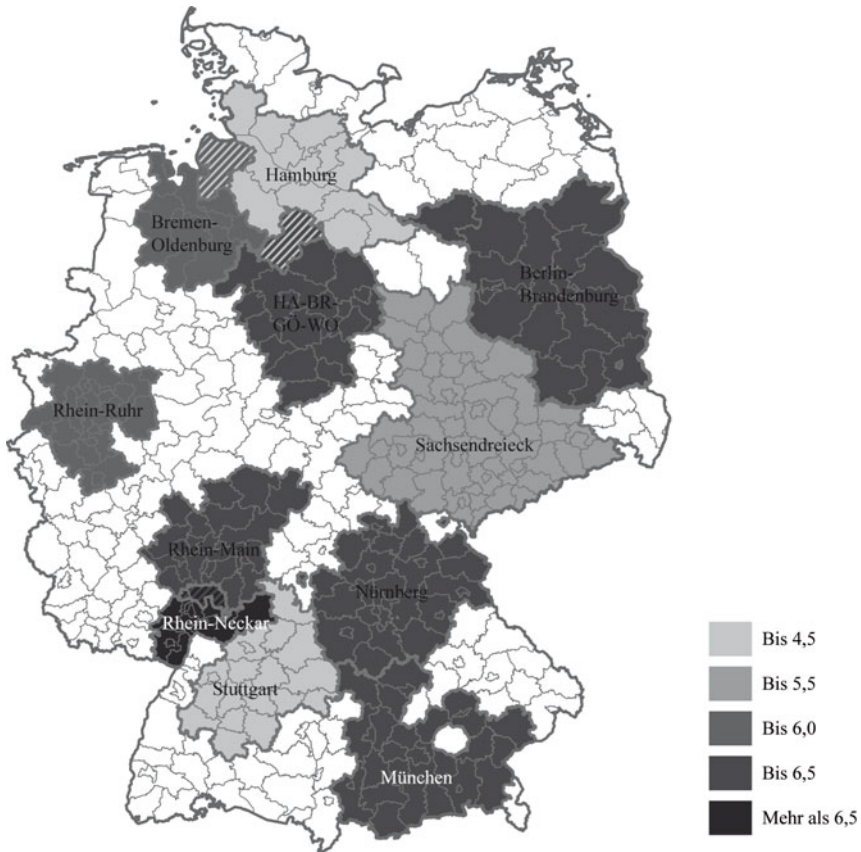 Hamburg
Bremen-
Oldenburg
Berlin-
Brandenburg
HA-BR-
GÖ-WO
Rhein-Ruhr
Sachsendreieck
Rhein-Main
Nürnberg
Rhein-Neckar
Stuttgart
München
Bis 4,5
Bis 5,5
Bis 6,0
Bis 6,5
Mehr als 6,5